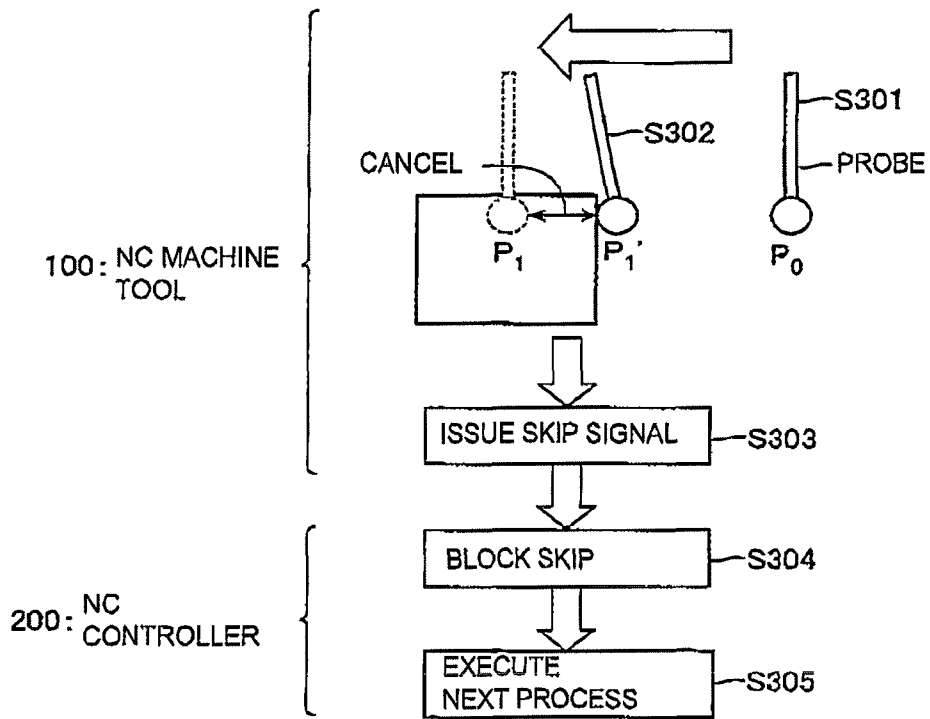 S301
S302
PROBE
CANCEL
P1
P1'
P0
100: NC MACHINE
TOOL
ISSUE SKIP SIGNAL
S303
BLOCK SKIP
S304
200: NC
CONTROLLER
EXECUTE
NEXT PROCESS
S305